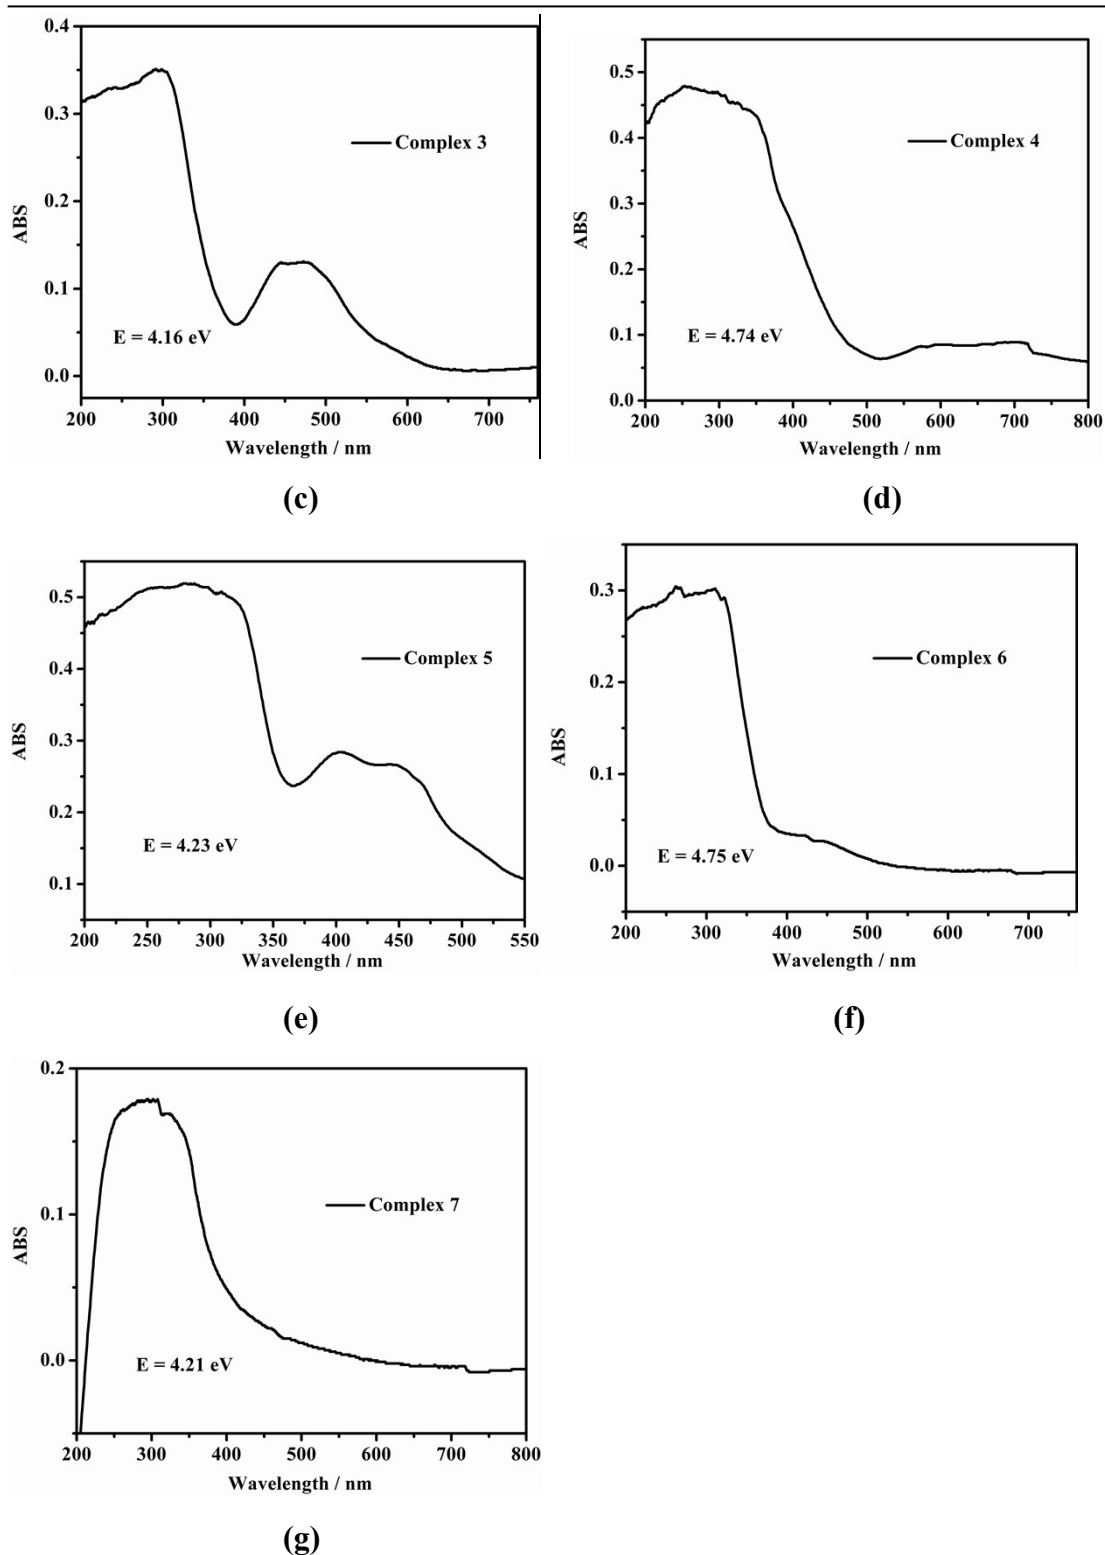 0.4
0.3
0.1
0.0
ABS
Complex 3
E = 4.16 eV
200 300 400 500 600 700
Wavelength / nm
(c)
0.5
0.4
0.3
0.2
0.1
0.0
ABS
Complex 4
E = 4.74 eV
200 300 400 500 600 700 800
Wavelength / nm
(d)
0.5
0.4
0.3
0.2
0.1
ABS
Complex 5
E = 4.23 eV
200 250 300 350 400 450 500 550
Wavelength / nm
(e)
0.3
0.2
0.1
0.0
ABS
Complex 6
E = 4.75 eV
200 300 400 500 600 700
Wavelength / nm
(f)
0.2
0.1
0.0
ABS
Complex 7
E = 4.21 eV
200 300 400 500 600 700 800
Wavelength / nm
(g)